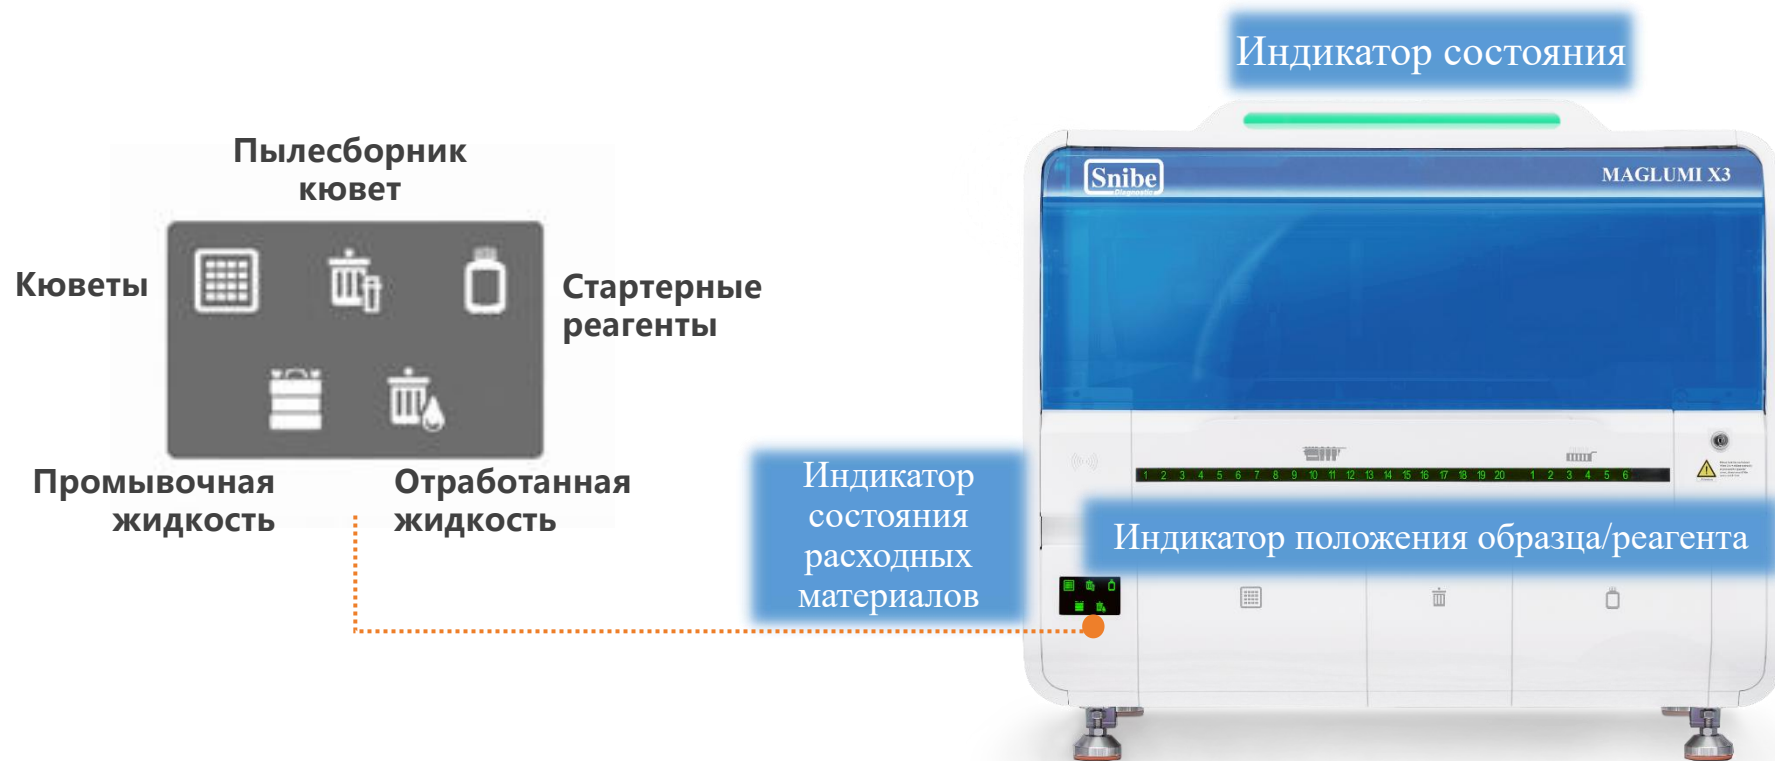 Индикатор состояния
Пылесборник
кювет
Кюветы
Стартерные
реагенты
Промывочная
жидкость
Отработанная
жидкость
Snibe
Diagnostic
MAGLUMI X3
1 2 3 4 5 6 7 8 9 10 11 12 13 14 15 16 17 18 19 20 1 2 3 4 5 6
Индикатор
состояния
расходных
материалов
Индикатор положения образца/реагента